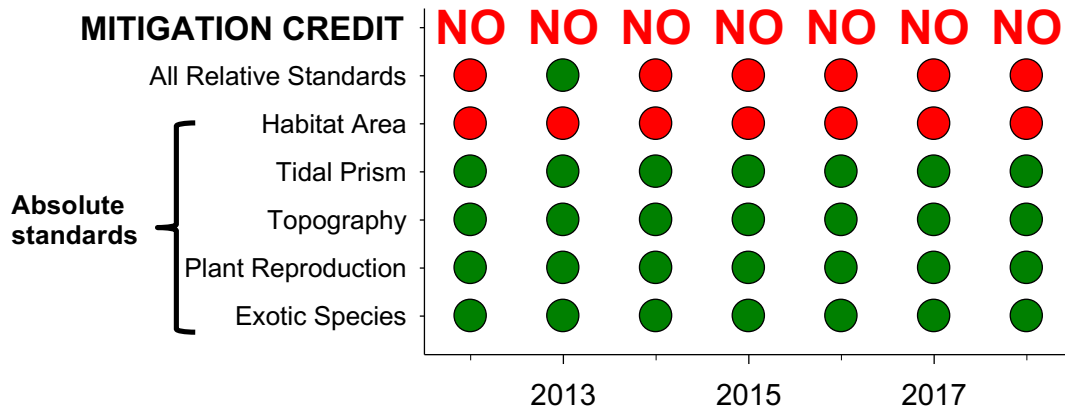 MITIGATION CREDIT NO NO NO NO NO NO NO
All Relative Standards
Habitat Area
Tidal Prism
Absolute
standards
Topography
Plant Reproduction
Exotic Species
2013 2015 2017